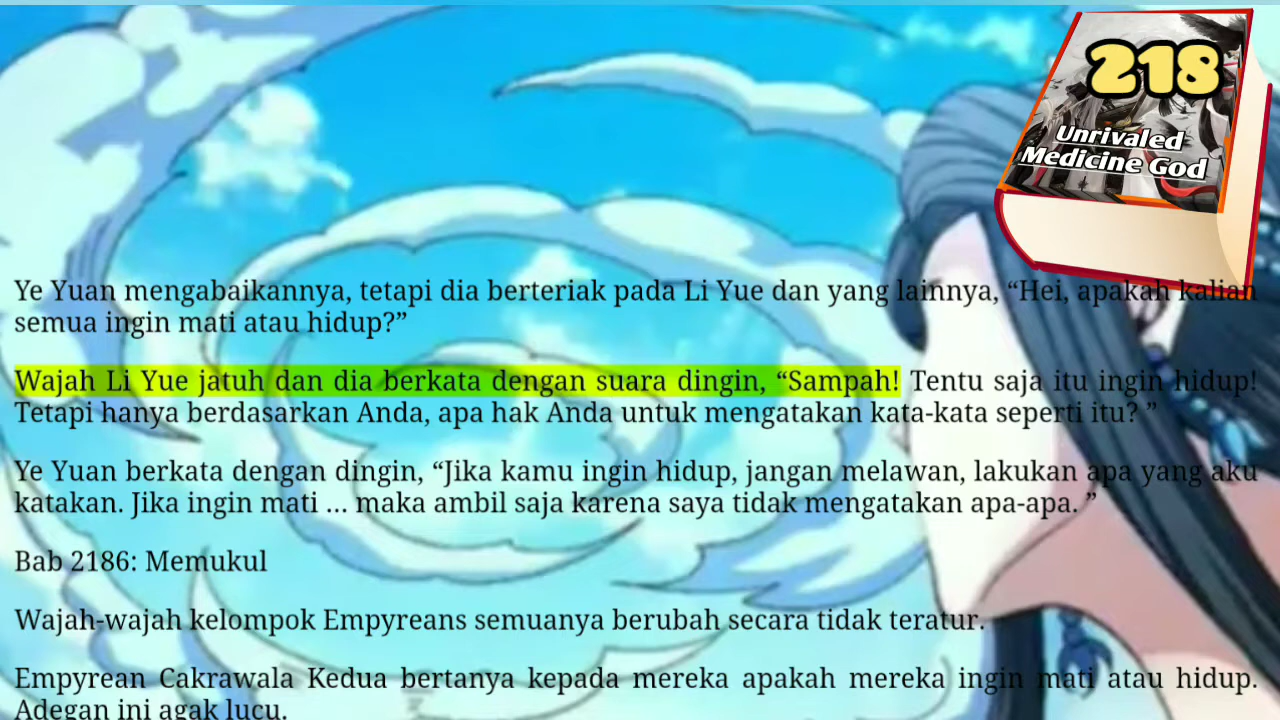 218
Unrivaled
Medicine God
Ye Yuan mengabaikannya, tetapi dia berteriak pada Li Yue dan yang lainnya, “Hei, apakah kalian
semua ingin mati atau hidup?”
Wajah Li Yue jatuh dan dia berkata dengan suara dingin, “Sampah! Tentu saja itu ingin hidup!
Tetapi hanya berdasarkan Anda, apa hak Anda untuk mengatakan kata-kata seperti itu? ”
Ye Yuan berkata dengan dingin, “Jika kamu ingin hidup, jangan melawan, lakukan apa yang aku
katakan. Jika ingin mati … maka ambil saja karena saya tidak mengatakan apa-apa. ”
Bab 2186: Memukul
Wajah-wajah kelompok Empyreans semuanya berubah secara tidak teratur.
Empyrean Cakrawala Kedua bertanya kepada mereka apakah mereka ingin mati atau hidup.
Adegan ini agak lucu.